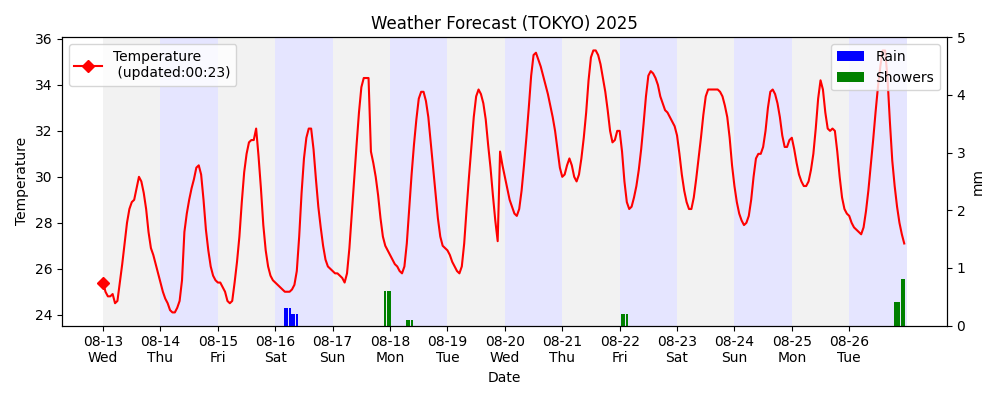 Weather Forecast (TOKYO) 2025
Temperature
(updated:00:23)
Rain
Showers
Temperature
36
34
32
30
28
26
24
5
4
3
2
1
0
mm
08-13 08-14 08-15 08-16 08-17 08-18 08-19 08-20 08-21 08-22 08-23 08-24 08-25 08-26
Wed Thu Fri Sat Sun Mon Tue Wed Thu Fri Sat Sun Mon Tue
Date